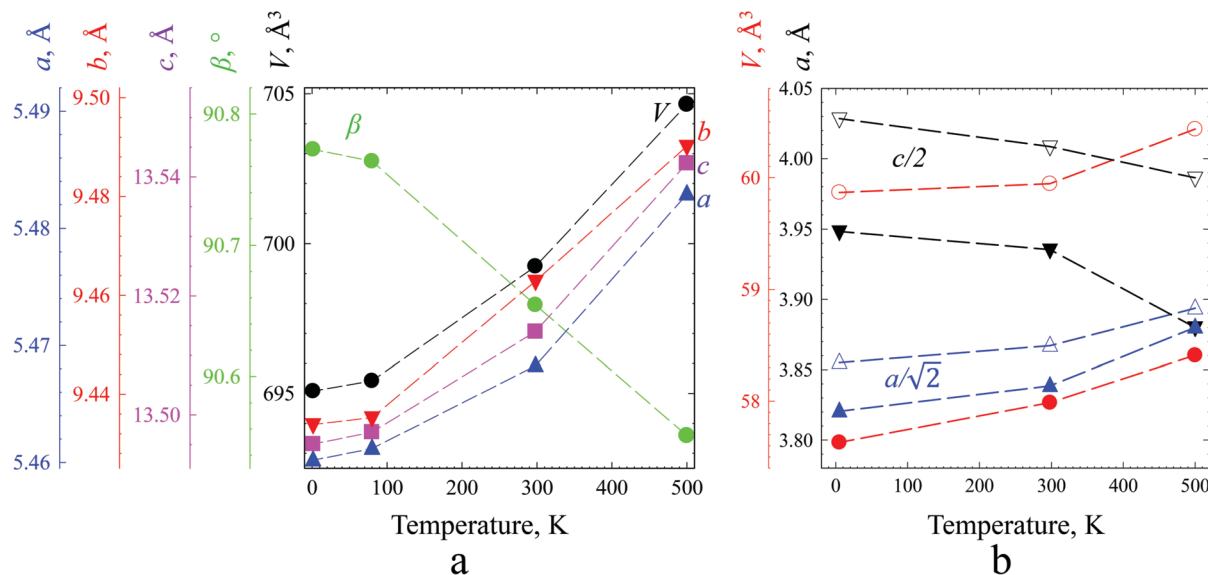 a, Å
b, Å
c, Å
β, °
V, Å³
5.49
5.48
5.47
5.46
9.50
9.48
9.46
9.44
13.54
13.52
13.50
90.8
90.7
90.6
705
700
695
β
V
b
c
a
0 100 200 300 400 500
Temperature, K
a
V, Å³
a, Å
60
59
58
4.05
4.00
3.95
3.90
3.85
3.80
c/2
a/√2
0 100 200 300 400 500
Temperature, K
b